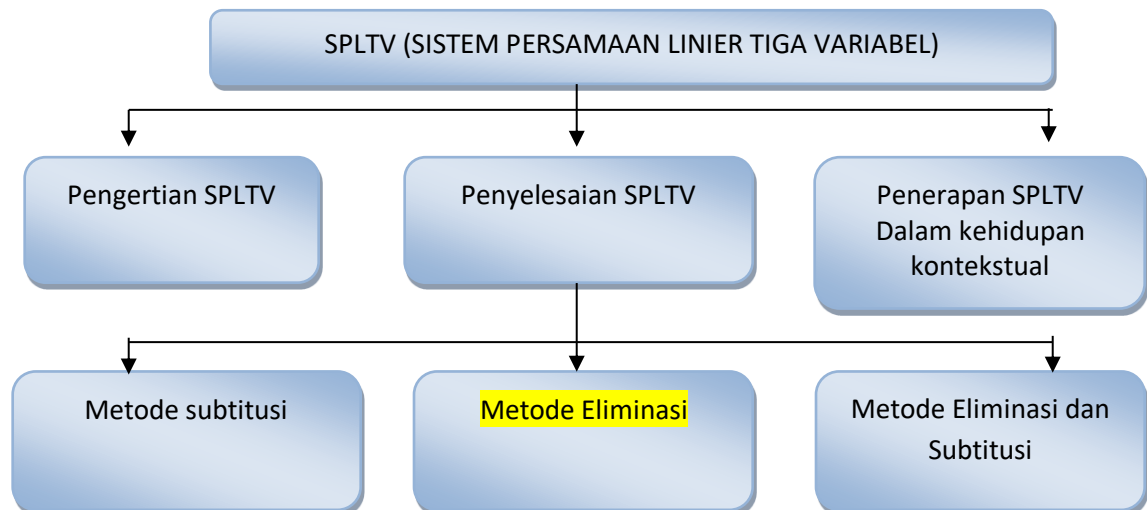 SPLTV (SISTEM PERSAMAAN LINIER TIGA VARIABEL)
Pengertian SPLTV
Penyelesaian SPLTV
Penerapan SPLTV
Dalam kehidupan
kontekstual
Metode subtitusi
Metode Eliminasi
Metode Eliminasi dan
Subtitusi